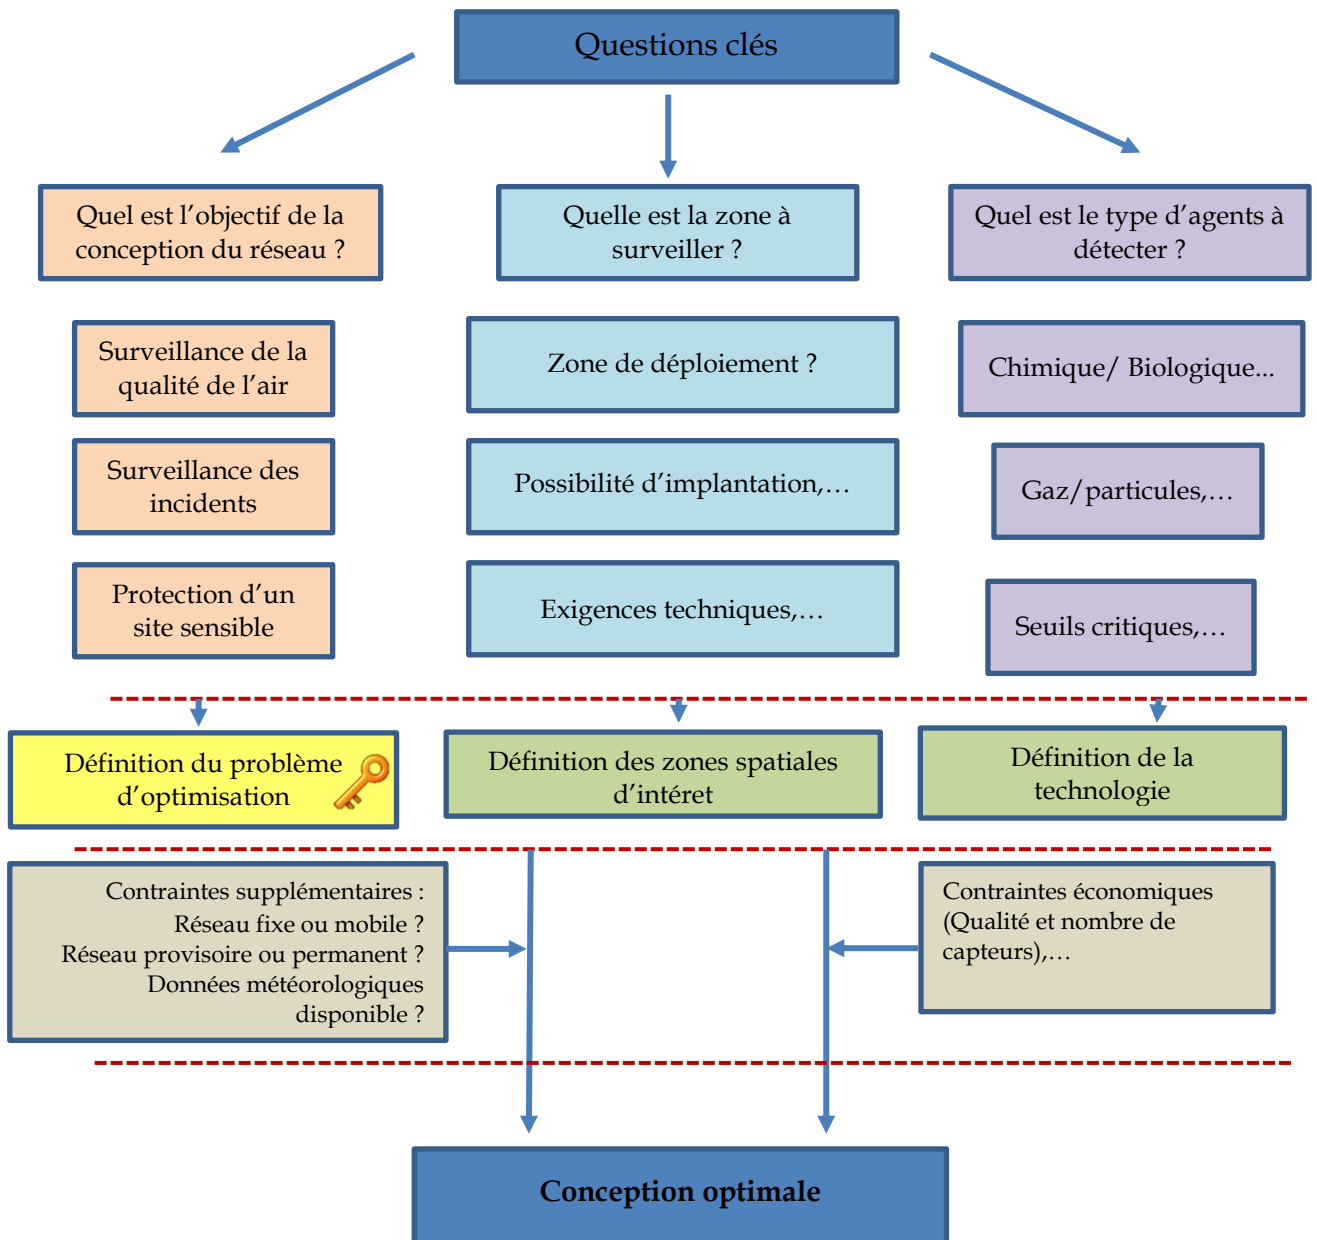 Questions clés
Quel est l’objectif de la
conception du réseau ?
Quelle est la zone à
surveiller ?
Quel est le type d’agents à
détecter ?
Surveillance de la
qualité de l’air
Zone de déploiement ?
Chimique/ Biologique...
Surveillance des
incidents
Possibilité d’implantation,…
Gaz/particules,…
Protection d’un
site sensible
Exigences techniques,…
Seuils critiques,…
Définition du problème
d’optimisation
Définition des zones spatiales
d’intéret
Définition de la
technologie
Contraintes supplémentaires :
Réseau fixe ou mobile ?
Réseau provisoire ou permanent ?
Données météorologiques
disponible ?
Contraintes économiques
(Qualité et nombre de
capteurs),…
Conception optimale